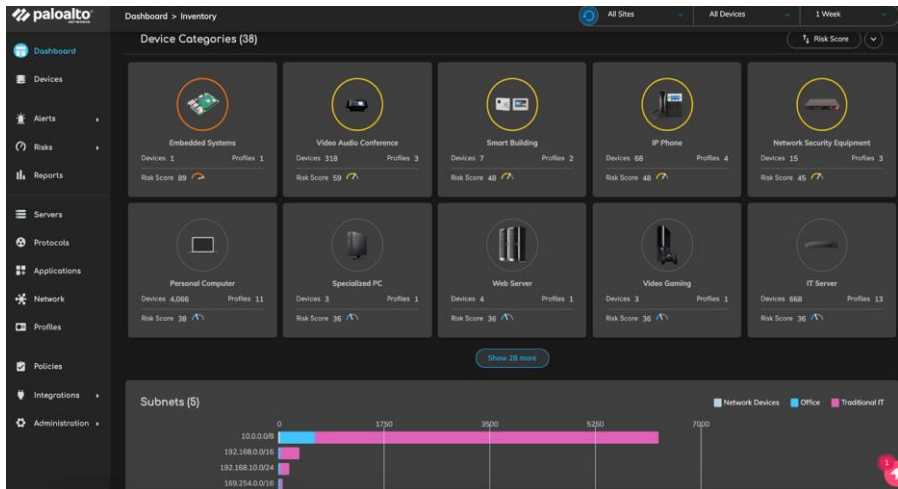 paloalto
NETWORKS
Dashboard > Inventory
All Sites
All Devices
1 Week
Dashboard
Devices
Alerts
Risks
Reports
Servers
Protocols
Applications
Network
Profiles
Policies
Integrations
Administration
Device Categories (38)
Risk Score
Embedded Systems
Devices 1 Profiles 1
Risk Score 89
Video Audio Conference
Devices 318 Profiles 3
Risk Score 59
Smart Building
Devices 7 Profiles 2
Risk Score 48
IP Phone
Devices 68 Profiles 4
Risk Score 48
Network Security Equipment
Devices 15 Profiles 3
Risk Score 45
Personal Computer
Devices 4,066 Profiles 11
Risk Score 38
Specialized PC
Devices 3 Profiles 1
Risk Score 36
Web Server
Devices 4 Profiles 1
Risk Score 36
Video Gaming
Devices 3 Profiles 1
Risk Score 36
IT Server
Devices 668 Profiles 13
Risk Score 36
Show 28 more
Subnets (5)
Network Devices
Office
Traditional IT
0 1750 3500 5250 7000
10.0.0.0/8
192.168.0.0/16
192.168.10.0/24
169.254.0.0/16
1